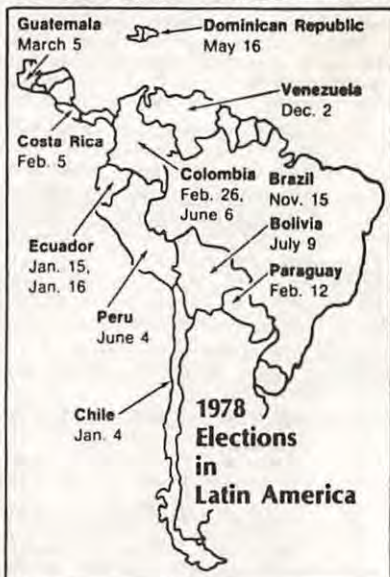 Guatemala
March 5
Dominican Republic
May 16
Venezuela
Dec. 2
Costa Rica
Feb. 5
Colombia
Feb. 26,
June 6
Brazil
Nov. 15
Bolivia
July 9
Ecuador
Jan. 15,
Jan. 16
Paraguay
Feb. 12
Peru
June 4
Chile
Jan. 4
1978
Elections
in
Latin America